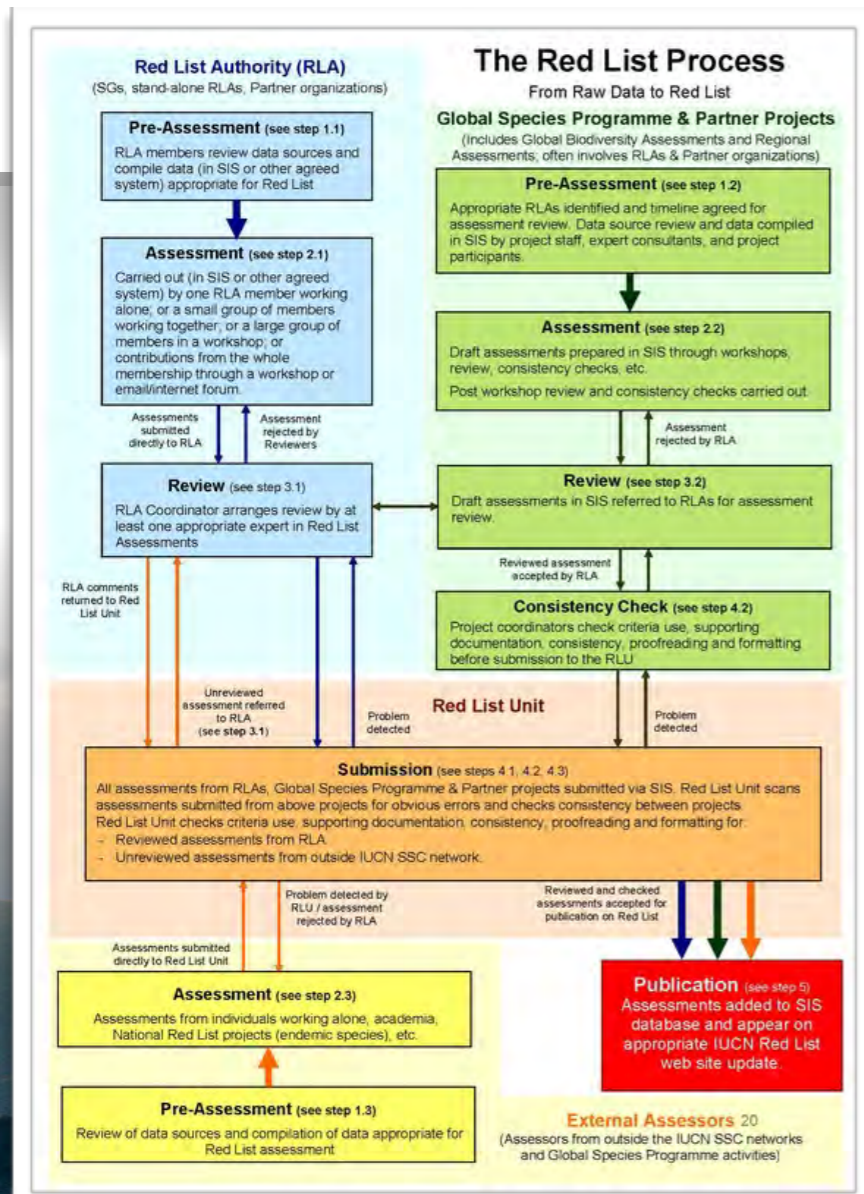 Red List Authority (RLA)
(SGs, stand-alone RLAs, Partner organizations)
Pre-Assessment (see step 1.1)
RLA members review data sources and
compile data (in SIS or other agreed
system) appropriate for Red List
Assessment (see step 2.1)
Carried out (in SIS or other agreed
system) by one RLA member working
alone; or a small group of members
working together; or a large group of
members in a workshop; or
contributions from the whole
membership through a workshop or
email/internet forum.
Assessments
submitted
directly to RLA
Assessment
rejected by
Reviewers
Review (see step 3.1)
RLA Coordinator arranges review by at
least one appropriate expert in Red List
Assessments
RLA comments
returned to Red
List Unit
Unreviewed
assessment referred
to RLA
(see step 3.1)
Problem
detected
The Red List Process
From Raw Data to Red List
Global Species Programme & Partner Projects
(Includes Global Biodiversity Assessments and Regional
Assessments; often involves RLAs & Partner organizations)
Pre-Assessment (see step 1.2)
Appropriate RLAs identified and timeline agreed for
assessment review. Data source review and data compiled
in SIS by project staff, expert consultants, and project
participants.
Assessment (see step 2.2)
Draft assessments prepared in SIS through workshops,
review, consistency checks, etc.
Post workshop review and consistency checks carried out
Assessment
rejected by RLA
Review (see step 3.2)
Draft assessments in SIS referred to RLAs for assessment
review.
Reviewed assessment
accepted by RLA
Consistency Check (see step 4.2)
Project coordinators check criteria use, supporting
documentation, consistency, proofreading and formatting
before submission to the RLU
Problem
detected
Red List Unit
Submission (see steps 4.1, 4.2, 4.3)
All assessments from RLAs, Global Species Programme & Partner projects submitted via SIS. Red List Unit scans
assessments submitted from above projects for obvious errors and checks consistency between projects
Red List Unit checks criteria use, supporting documentation, consistency, proofreading and formatting for:
- Reviewed assessments from RLA
- Unreviewed assessments from outside IUCN SSC network.
Assessments submitted
directly to Red List Unit
Problem detected by
RLU / assessment
rejected by RLA
Reviewed and checked
assessments accepted for
publication on Red List
Assessment (see step 2.3)
Assessments from individuals working alone, academia,
National Red List projects (endemic species), etc.
Pre-Assessment (see step 1.3)
Review of data sources and compilation of data appropriate for
Red List assessment
Publication (see step 5)
Assessments added to SIS
database and appear on
appropriate IUCN Red List
web site update.
External Assessors 20
(Assessors from outside the IUCN SSC networks
and Global Species Programme activities)